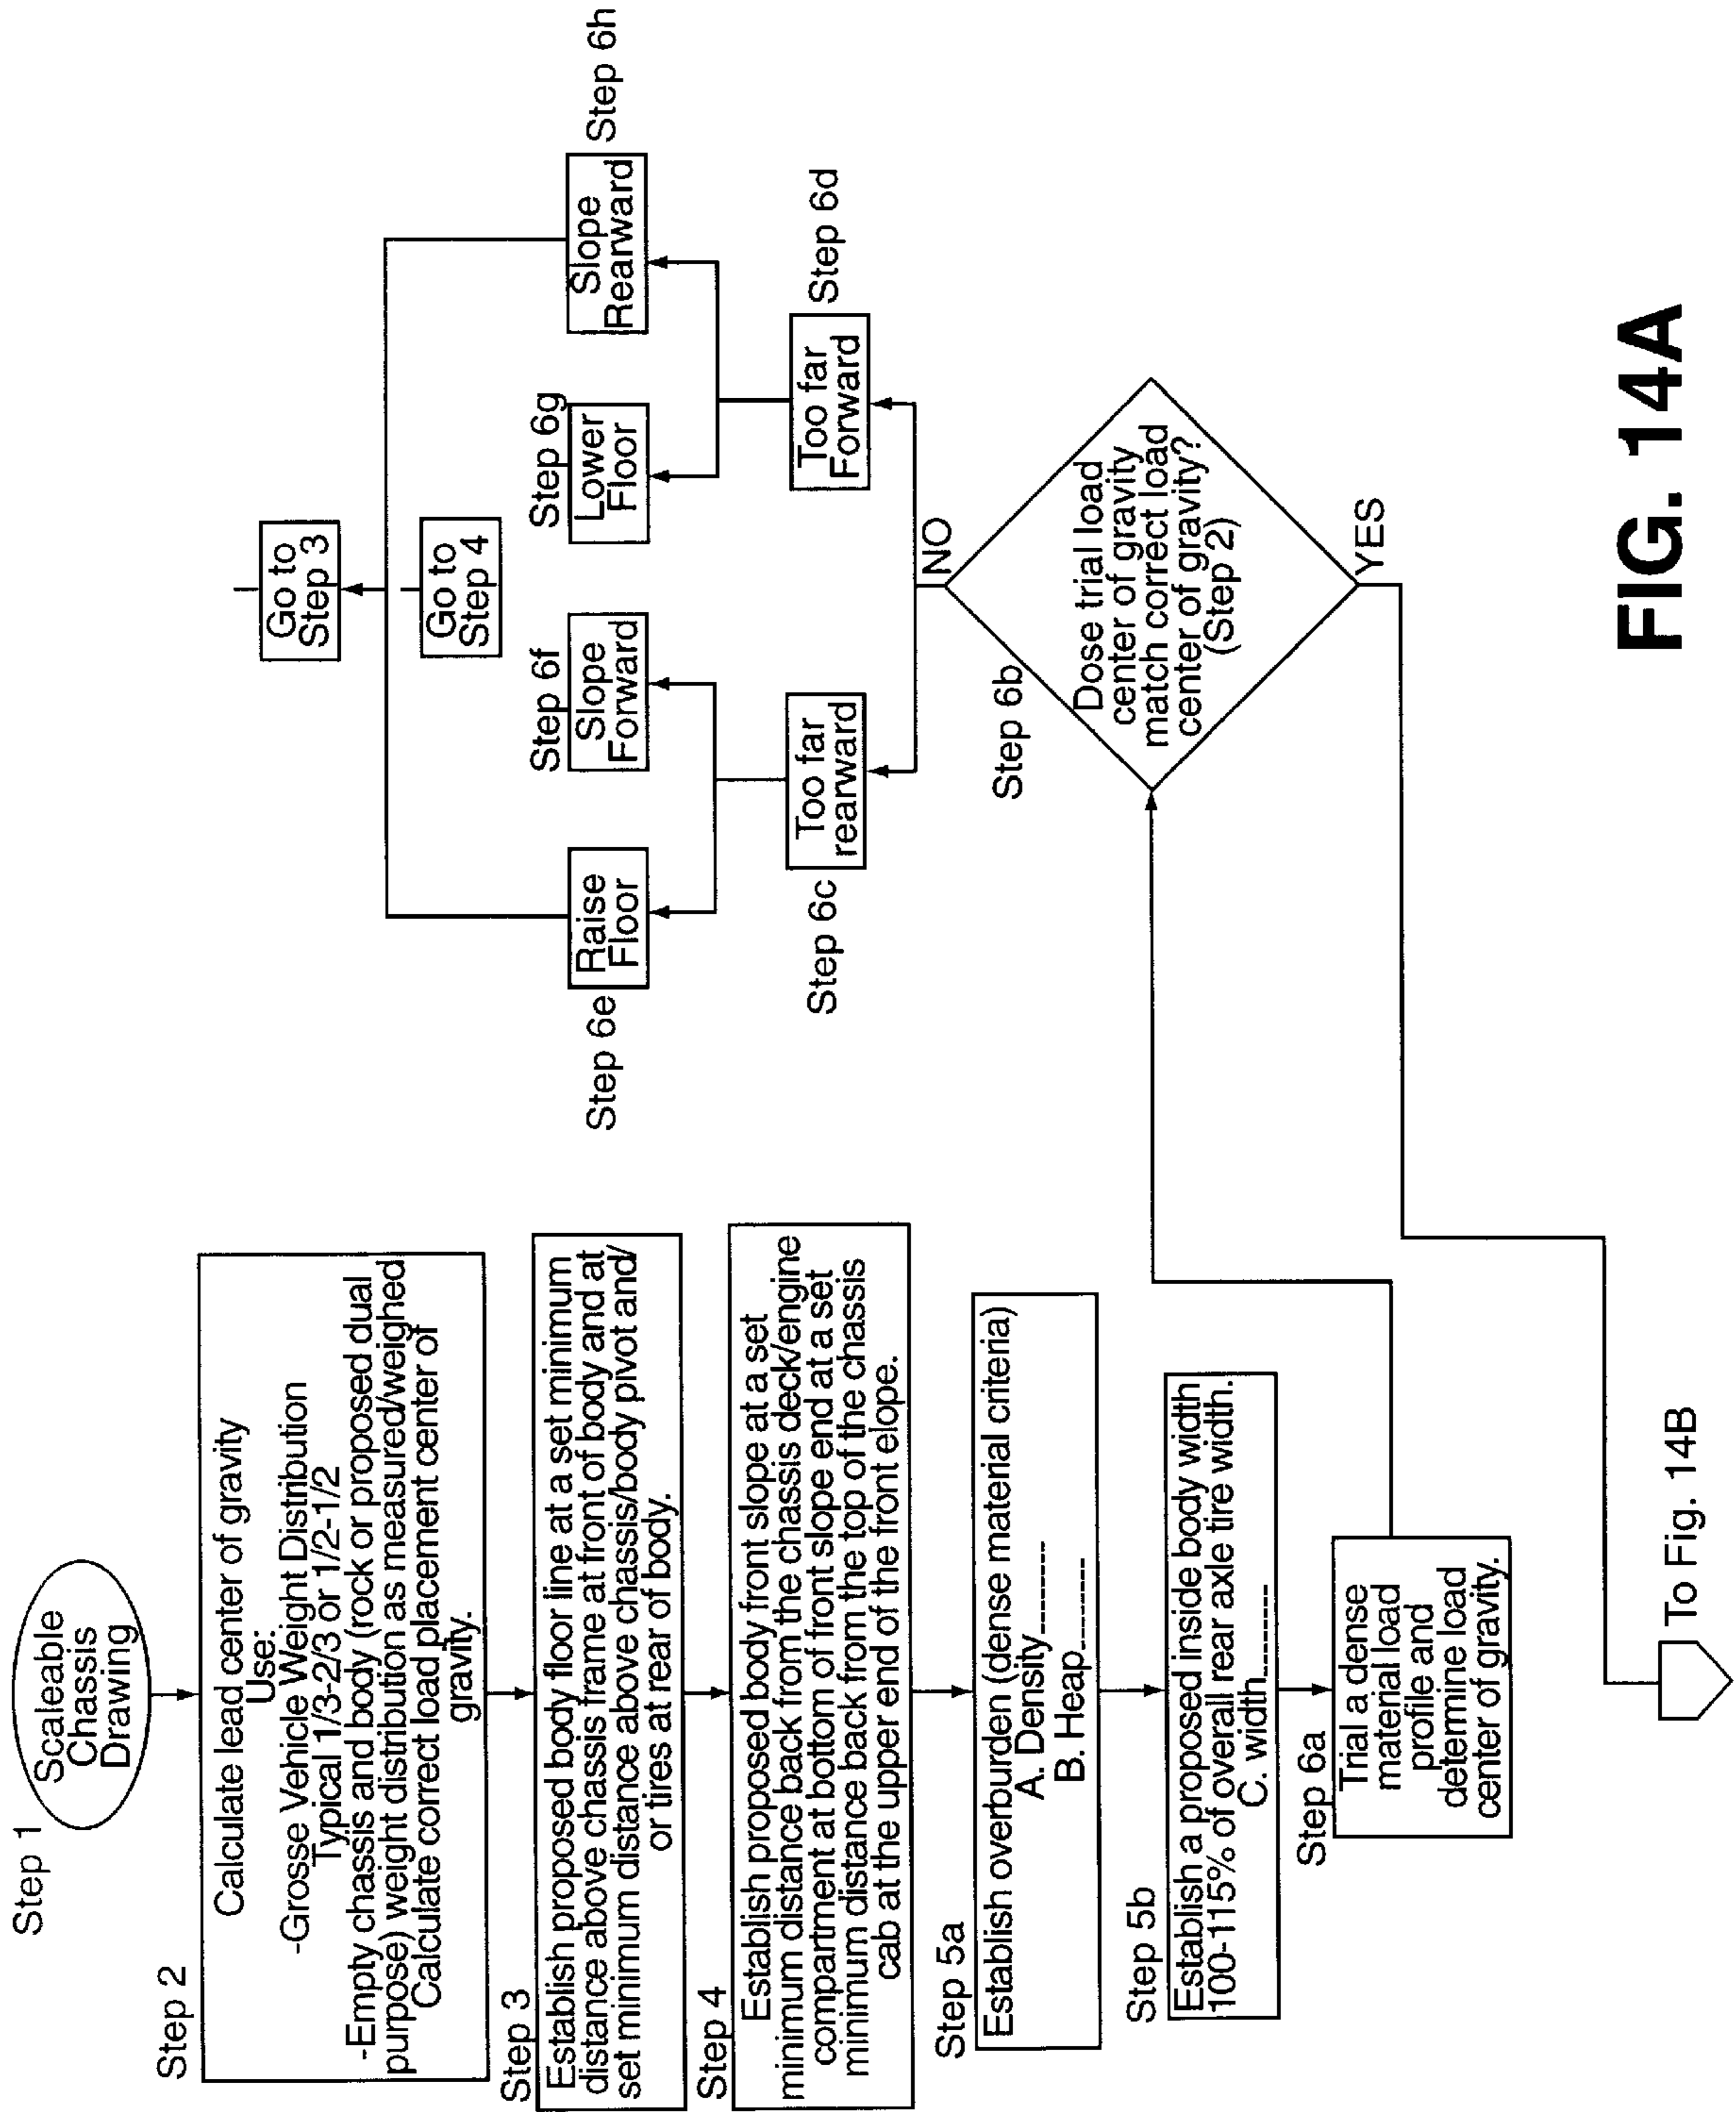 Step 1
Scaleable
Chassis
Drawing
Step 2
Calculate lead center of gravity
Use:
-Grosse Vehicle Weight Distribution
Typical 1/3-2/3 or 1/2-1/2
-Empty chassis and body (rock or proposed dual
purpose) weight distribution as measured/weighed
Calculate correct load placement center of
gravity.
Step 3
Establish proposed body floor line at a set minimum
distance above chassis frame at front of body and at
set minimum distance above chassis/body pivot and/
or tires at rear of body.
Step 4
Establish proposed body front slope at a set
minimum distance back from the chassis deck/engine
compartment at bottom of front slope end at a set
minimum distance back from the top of the chassis
cab at the upper end of the front elope.
Step 5a
Establish overburden (dense material criteria)
A. Density---------
B. Heap---------
Step 5b
Establish a proposed inside body width
100-115% of overall rear axle tire width.
C. width---------
Step 6a
Trial a dense
material load
profile and
determine load
center of gravity.
Go to
Step 3
Go to
Step 4
Step 6e
Raise
Floor
Step 6f
Slope
Forward
Step 6g
Lower
Floor
Slope
Rearward
Step 6h
Step 6c
Too far
rearward
Too far
Forward
Step 6d
NO
Step 6b
Dose trial load
center of gravity
match correct load
center of gravity?
(Step 2)
YES
To Fig. 14B
FIG. 14A